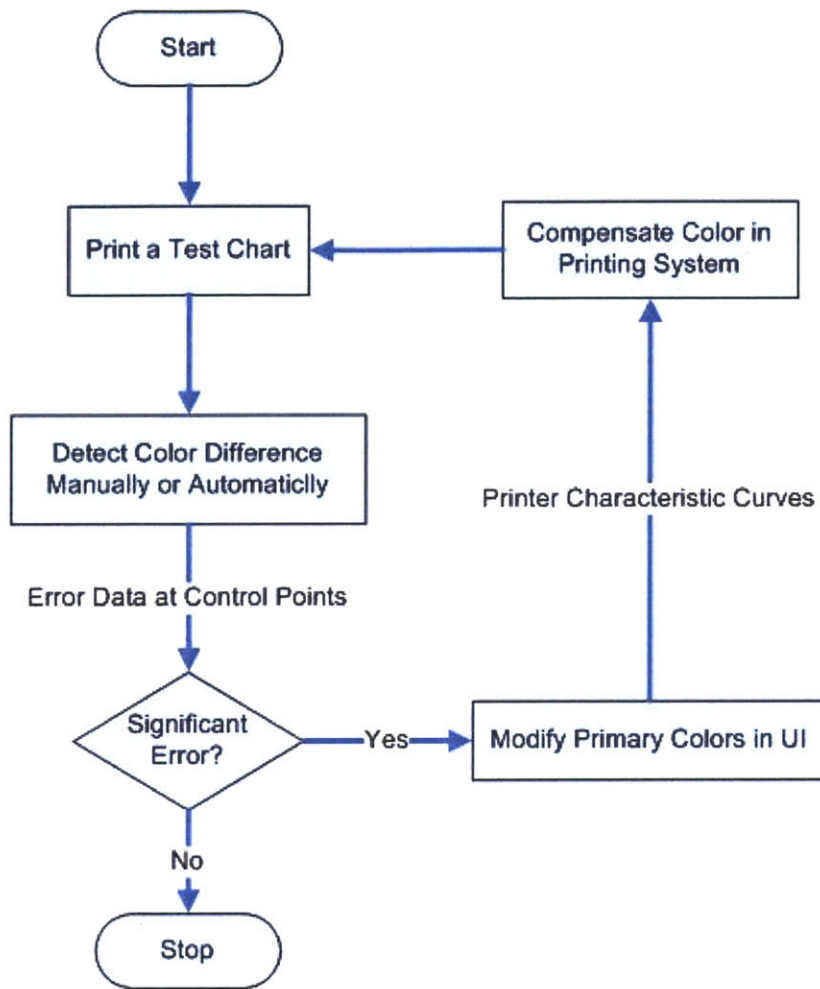 Start
Print a Test Chart
Compensate Color in
Printing System
Detect Color Difference
Manually or Automaticlly
Printer Characteristic Curves
Error Data at Control Points
Significant
Error?
Yes
Modify Primary Colors in UI
No
Stop